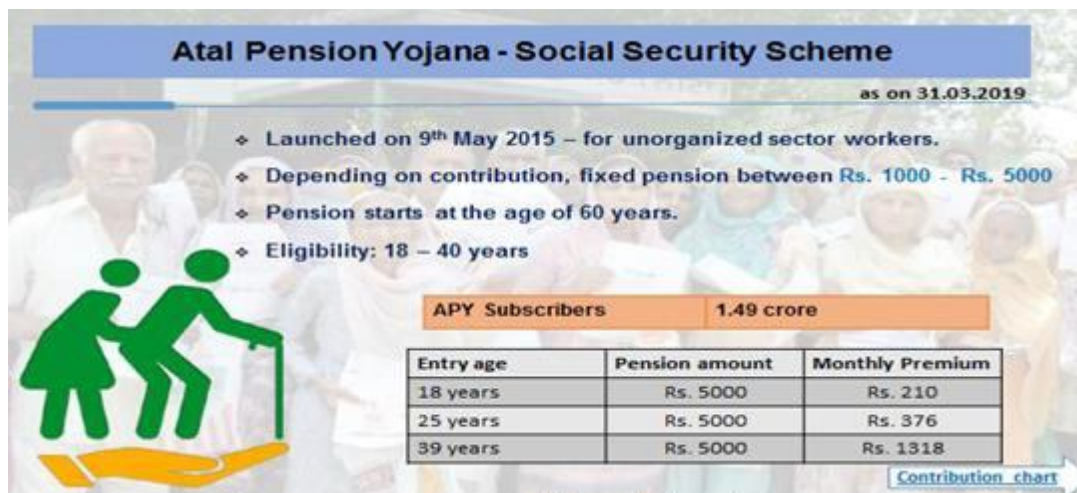 Atal Pension Yojana - Social Security Scheme
as on 31.03.2019
❖ Launched on 9th May 2015 – for unorganized sector workers.
❖ Depending on contribution, fixed pension between Rs. 1000 - Rs. 5000
❖ Pension starts at the age of 60 years.
❖ Eligibility: 18 – 40 years
APY Subscribers 1.49 crore
Entry age Pension amount Monthly Premium
18 years Rs. 5000 Rs. 210
25 years Rs. 5000 Rs. 376
39 years Rs. 5000 Rs. 1318
Contribution chart